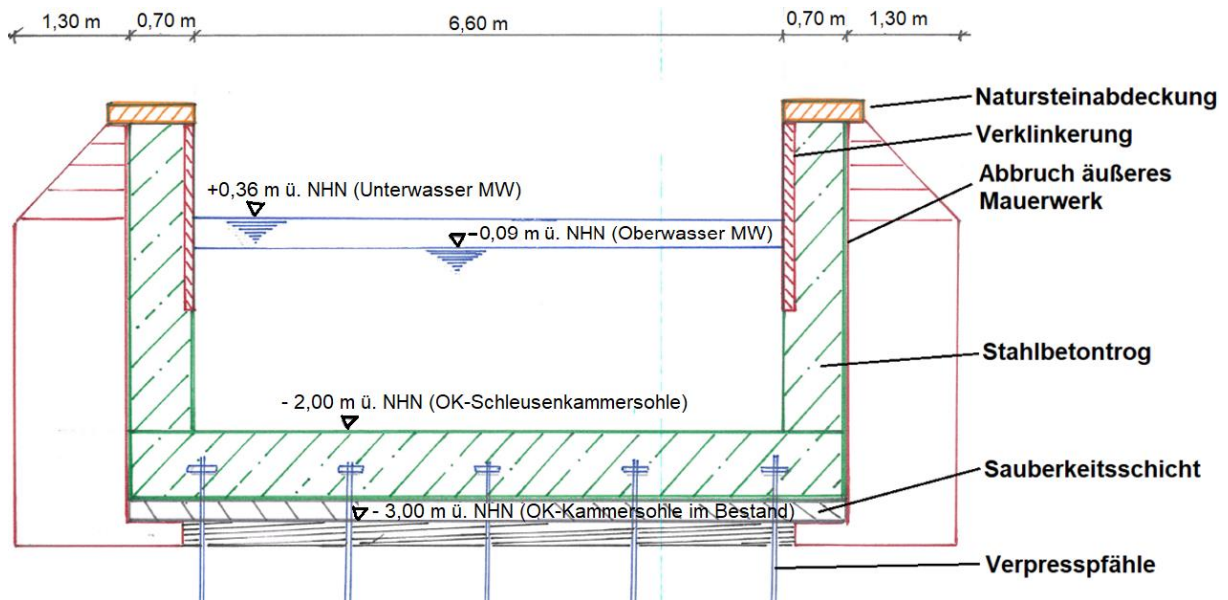 1,30 m
0,70 m
6,60 m
0,70 m
1,30 m
Natursteinabdeckung
Verklinkerung
Abbruch äußeres
Mauerwerk
+0,36 m ü. NHN (Unterwasser MW)
-0,09 m ü. NHN (Oberwasser MW)
Stahlbetontrog
- 2,00 m ü. NHN (OK-Schleusenkammersohle)
Sauberkeitsschicht
- 3,00 m ü. NHN (OK-Kammersohle im Bestand)
Verpresspfähle